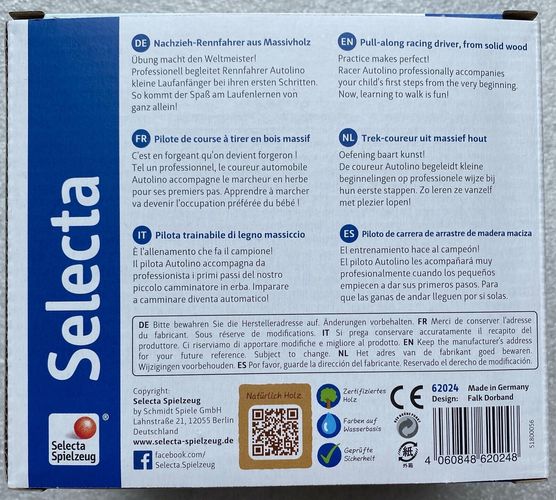 Selecta
Selecta
Spielzeug
®
DE Nachzieh-Rennfahrer aus Massivholz
Übung macht den Weltmeister!
Professionell begleitet Rennfahrer Autolino
kleine Laufanfänger bei ihren ersten Schritten.
So kommt der Spaß am Laufenlernen von
ganz allein!
EN Pull-along racing driver, from solid wood
Practice makes perfect!
Racer Autolino professionally accompanies
your child's first steps from the very beginning.
Now, learning to walk is fun!
FR Pilote de course à tirer en bois massif
C'est en forgeant qu'on devient forgeron !
Tel un professionnel, le coureur automobile
Autolino accompagne le marcheur en herbe
pour ses premiers pas. Apprendre à marcher
va devenir l'occupation préférée du bébé !
NL Trek-coureur uit massief hout
Oefening baart kunst!
De coureur Autolino begeleidt kleine
beginnelingen op professionele wijze bij
hun eerste stappen. Zo leren ze vanzelf
met plezier lopen!
IT Pilota trainabile di legno massiccio
È l'allenamento che fa il campione!
Il pilota Autolino accompagna da
professionista i primi passi del nostro
piccolo camminatore in erba. Imparare
a camminare diventa automatico!
ES Piloto de carrera de arrastre de madera maciza
El entrenamiento hace al campeón!
El piloto Autolino les acompañará muy
profesionalmente cuando los pequeños
empiecen a dar sus primeros pasos. Para
que las ganas de andar lleguen por si solas.
DE Bitte bewahren Sie die Herstelleradresse auf. Änderungen vorbehalten. FR Merci de conserver l'adresse
du fabricant. Sous réserve de modifications. IT Si prega conservare accuratamente il recapito del
produttore. Ci riserviamo di apportare modifiche e migliorie al prodotto. EN Keep the manufacturer's address
for your future reference. Subject to change. NL Het adres van de fabrikant goed bewaren.
Wijzigingen voorbehouden. ES Por favor, guarde la dirección del fabricante. Reservado el derecho de modificación.
Copyright:
Selecta Spielzeug
by Schmidt Spiele GmbH
Lahnstraße 21, 12055 Berlin
Deutschland
www.selecta-spielzeug.de
facebook.com/
Selecta.Spielzeug
Natürlich Holz
Zertifiziertes
Holz
Farben auf
Wasserbasis
Geprüfte
Sicherheit
CE
紙
外箱
62024 Made in Germany
Design: Falk Dorband
4 060848 620248
5180056